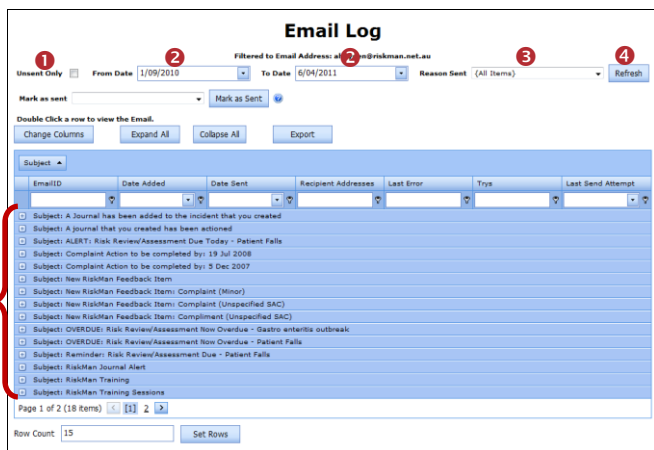 Email Log
Filtered to Email Address: @riskman.net.au
1 2 2 3 4
Unsent Only From Date 1/09/2010 To Date 6/04/2011 Reason Sent {All Items} Refresh
Mark as sent Mark as Sent
Double Click a row to view the Email.
Change Columns Expand All Collapse All Export
Subject
EmailID Date Added Date Sent Recipient Addresses Last Error Trys Last Send Attempt
Subject: A Journal has been added to the incident that you created
Subject: A journal that you created has been actioned
Subject: ALERT: Risk Review/Assessment Due Today - Patient Falls
Subject: Complaint Action to be completed by: 19 Jul 2008
Subject: Complaint Action to be completed by: 5 Dec 2007
Subject: New RiskMan Feedback Item
Subject: New RiskMan Feedback Item: Complaint (Minor)
Subject: New RiskMan Feedback Item: Complaint (Unspecified SAC)
Subject: New RiskMan Feedback Item: Compliment (Unspecified SAC)
Subject: OVERDUE: Risk Review/Assessment Now Overdue - Gastro enteritis outbreak
Subject: OVERDUE: Risk Review/Assessment Now Overdue - Patient Falls
Subject: Reminder: Risk Review/Assessment Due - Patient Falls
Subject: RiskMan Journal Alert
Subject: RiskMan Training
Subject: RiskMan Training Sessions
Page 1 of 2 (18 items) [1] 2
Row Count 15 Set Rows